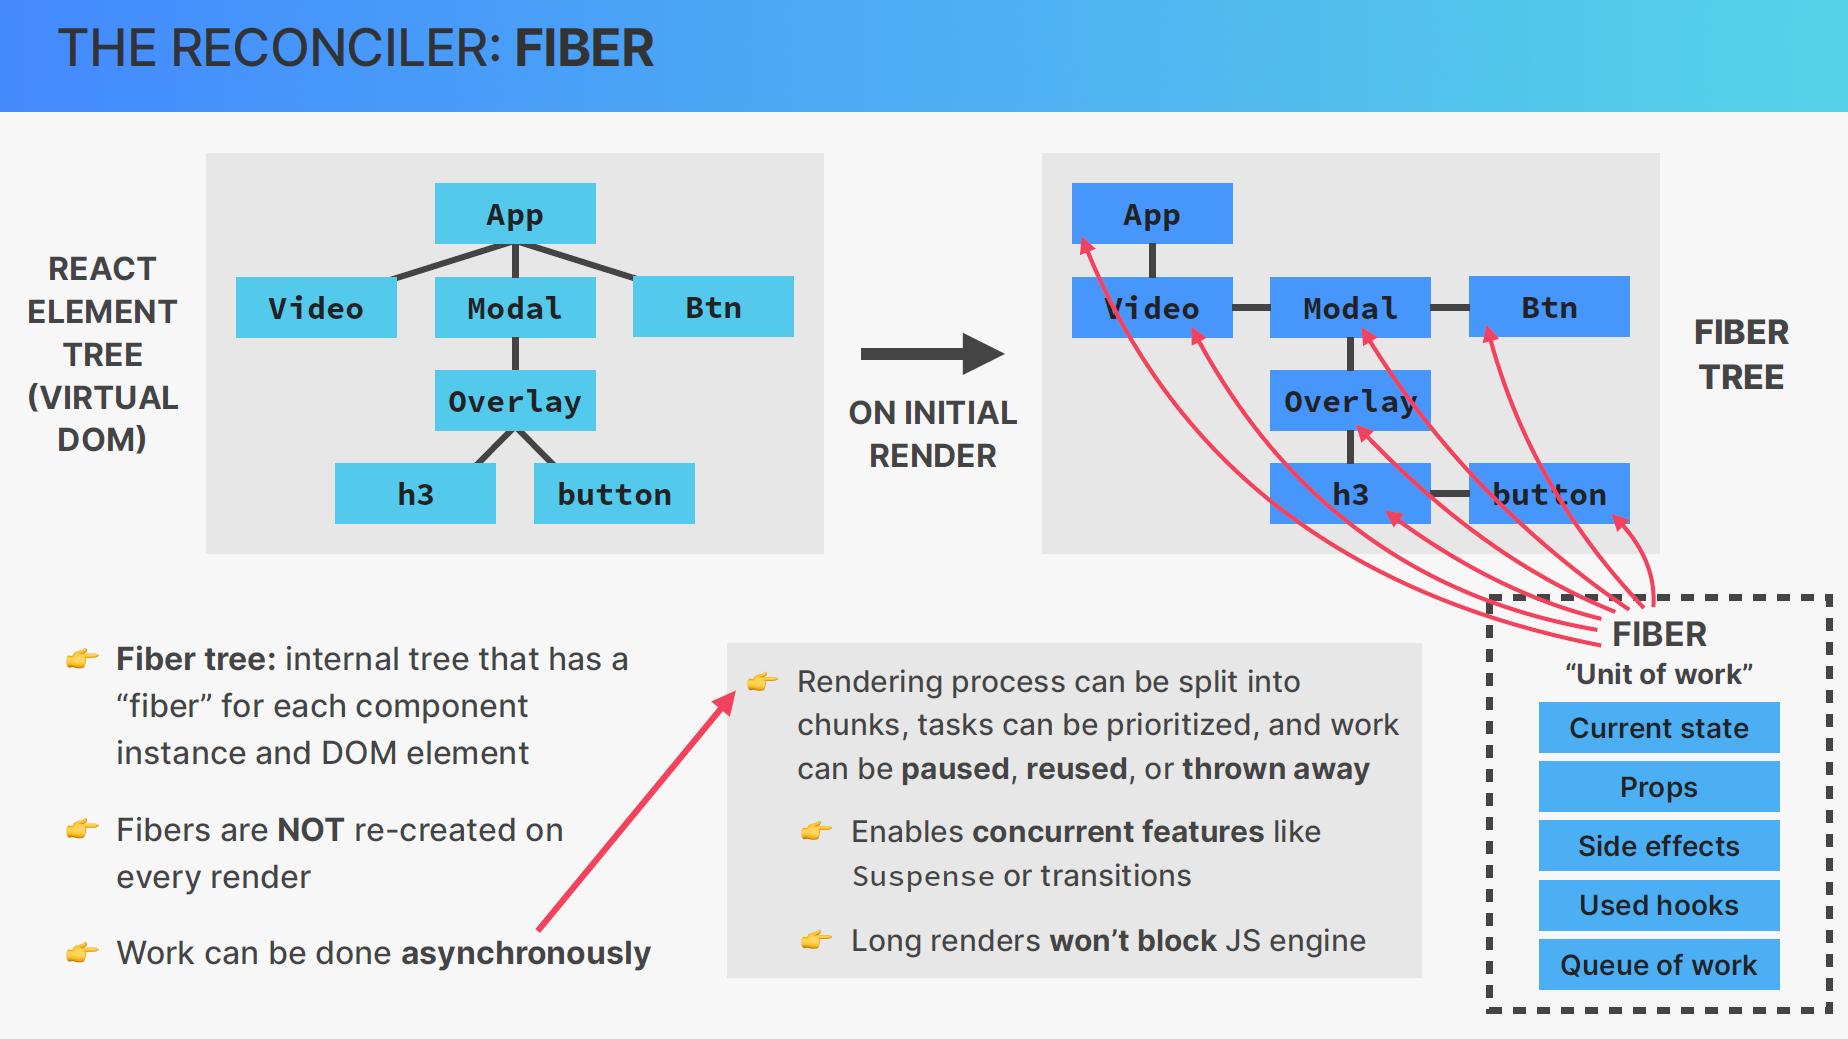 THE RECONCILER: FIBER
REACT
ELEMENT
TREE
(VIRTUAL
DOM)
App
Video
Modal
Btn
Overlay
h3
button
ON INITIAL
RENDER
App
Video
Modal
Btn
Overlay
h3
button
FIBER
TREE
Fiber tree: internal tree that has a
“fiber” for each component
instance and DOM element
Fibers are NOT re-created on
every render
Work can be done asynchronously
Rendering process can be split into
chunks, tasks can be prioritized, and work
can be paused, reused, or thrown away
Enables concurrent features like
Suspense or transitions
Long renders won’t block JS engine
FIBER
“Unit of work”
Current state
Props
Side effects
Used hooks
Queue of work